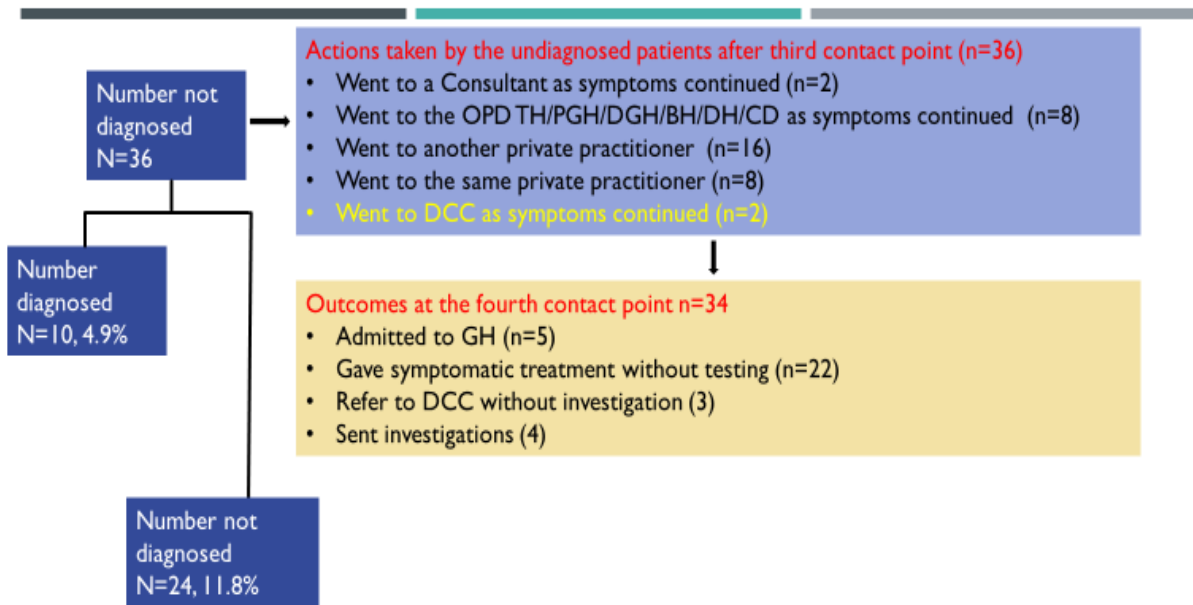 Number not
diagnosed
N=36
Actions taken by the undiagnosed patients after third contact point (n=36)
• Went to a Consultant as symptoms continued (n=2)
• Went to the OPD TH/PGH/DGH/BH/DH/CD as symptoms continued (n=8)
• Went to another private practitioner (n=16)
• Went to the same private practitioner (n=8)
• Went to DCC as symptoms continued (n=2)
Number
diagnosed
N=10, 4.9%
Outcomes at the fourth contact point n=34
• Admitted to GH (n=5)
• Gave symptomatic treatment without testing (n=22)
• Refer to DCC without investigation (3)
• Sent investigations (4)
Number not
diagnosed
N=24, 11.8%